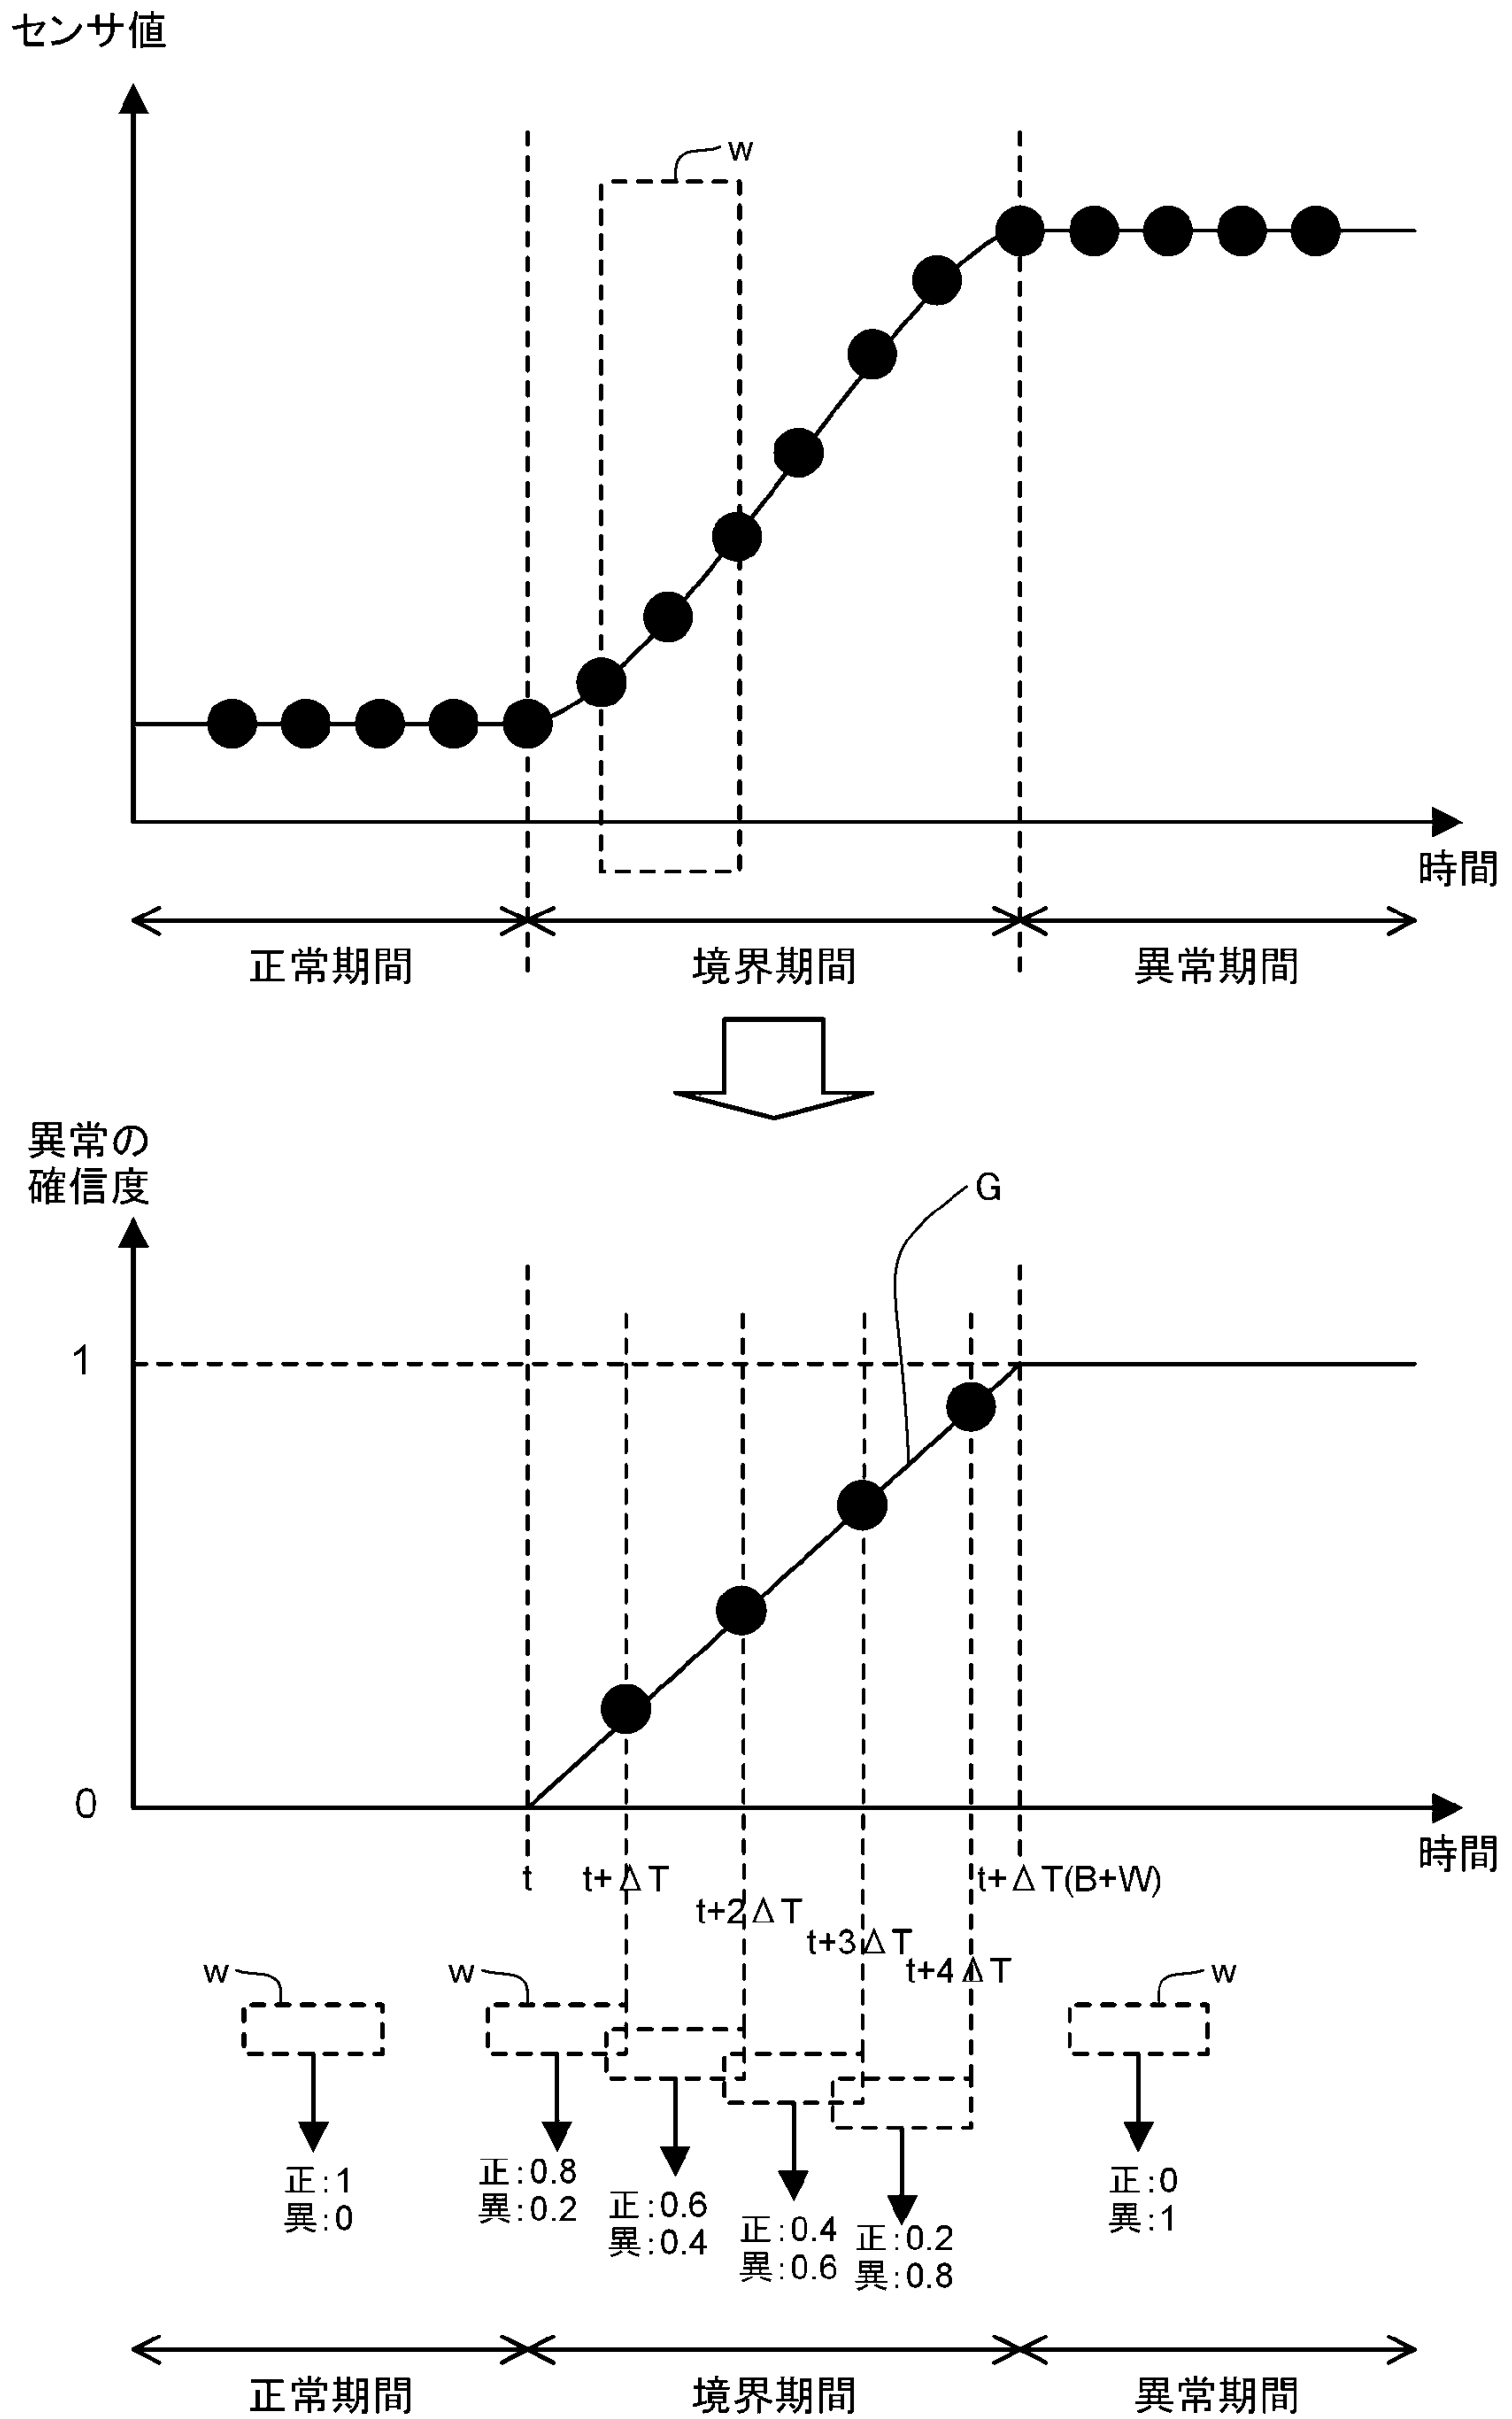 センサ値
w
時間
正常期間
境界期間
異常期間
異常の
確信度
G
1
0
時間
t
t+ΔT
t+2ΔT
t+3ΔT
t+4ΔT
t+ΔT(B+W)
w
w
w
正:1
異:0
正:0.8
異:0.2
正:0.6
異:0.4
正:0.4
異:0.6
正:0.2
異:0.8
正:0
異:1
正常期間
境界期間
異常期間